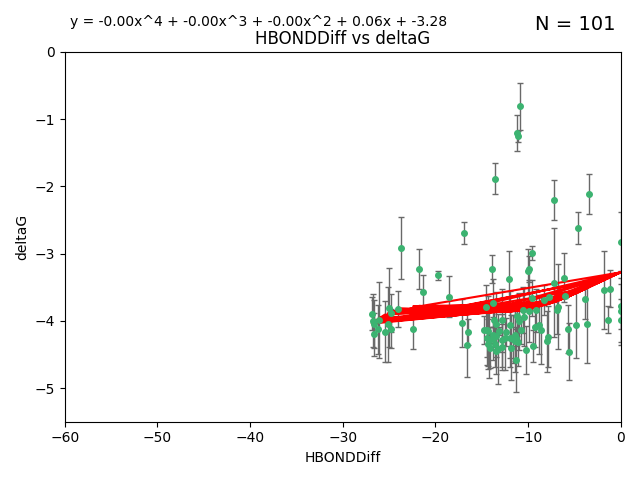 y = -0.00x^4 + -0.00x^3 + -0.00x^2 + 0.06x + -3.28
N = 101
HBONDDiff vs deltaG
0
−1
−2
−3
−4
−5
deltaG
−60
−50
−40
−30
−20
−10
0
HBONDDiff